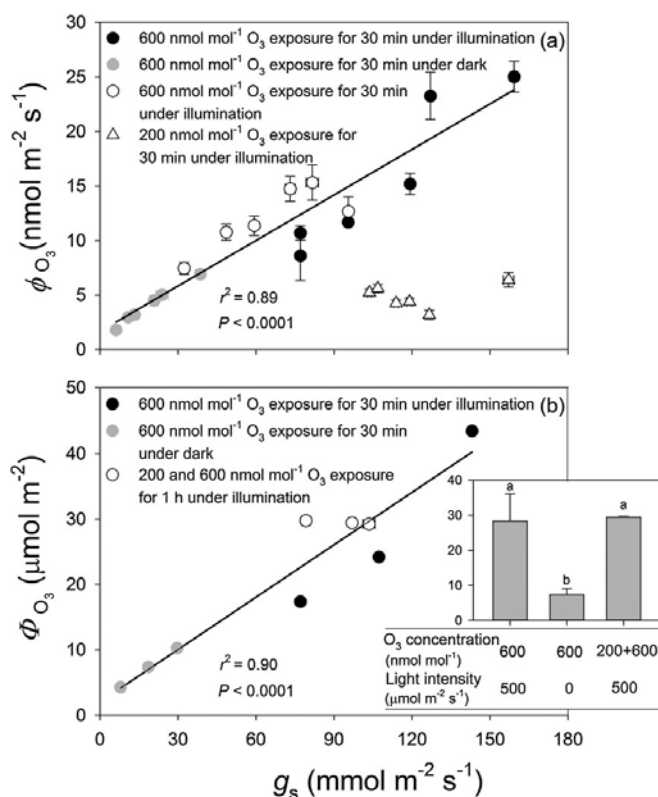 30
25
20
15
10
5
0
ϕO₃(nmol m⁻² s⁻¹)
600 nmol mol⁻¹ O₃ exposure for 30 min under illumination
(a)
600 nmol mol⁻¹ O₃ exposure for 30 min under dark
600 nmol mol⁻¹ O₃ exposure for 30 min
under illumination
200 nmol mol⁻¹ O₃ exposure for
30 min under illumination
r² = 0.89
P < 0.0001
50
40
30
20
10
0
ΦO₃ (μmol m⁻²)
600 nmol mol⁻¹ O₃ exposure for 30 min under illumination
(b)
600 nmol mol⁻¹ O₃ exposure for 30 min
under dark
200 and 600 nmol mol⁻¹ O₃ exposure
for 1 h under illumination
r² = 0.90
P < 0.0001
40
30
20
10
0
a
b
a
O₃ concentration
(nmol mol⁻¹)
600 600 200+600
Light intensity
(μmol m⁻² s⁻¹)
500 0 500
0 30 60 90 120 150 180
gs (mmol m⁻² s⁻¹)